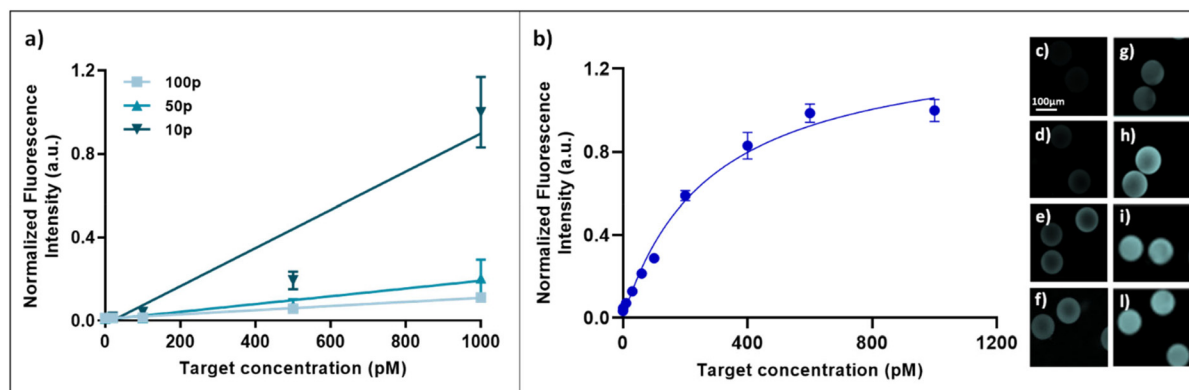 a)
Normalized Fluorescence
Intensity (a.u.)
1.2
0.8
0.4
0.0
100p
50p
10p
200
400
600
800
1000
Target concentration (pM)
b)
Normalized Fluorescence
Intensity (a.u.)
1.2
0.8
0.4
0.0
0
400
800
1200
Target concentration (pM)
c)
100μm
d)
e)
f)
g)
h)
i)
l)